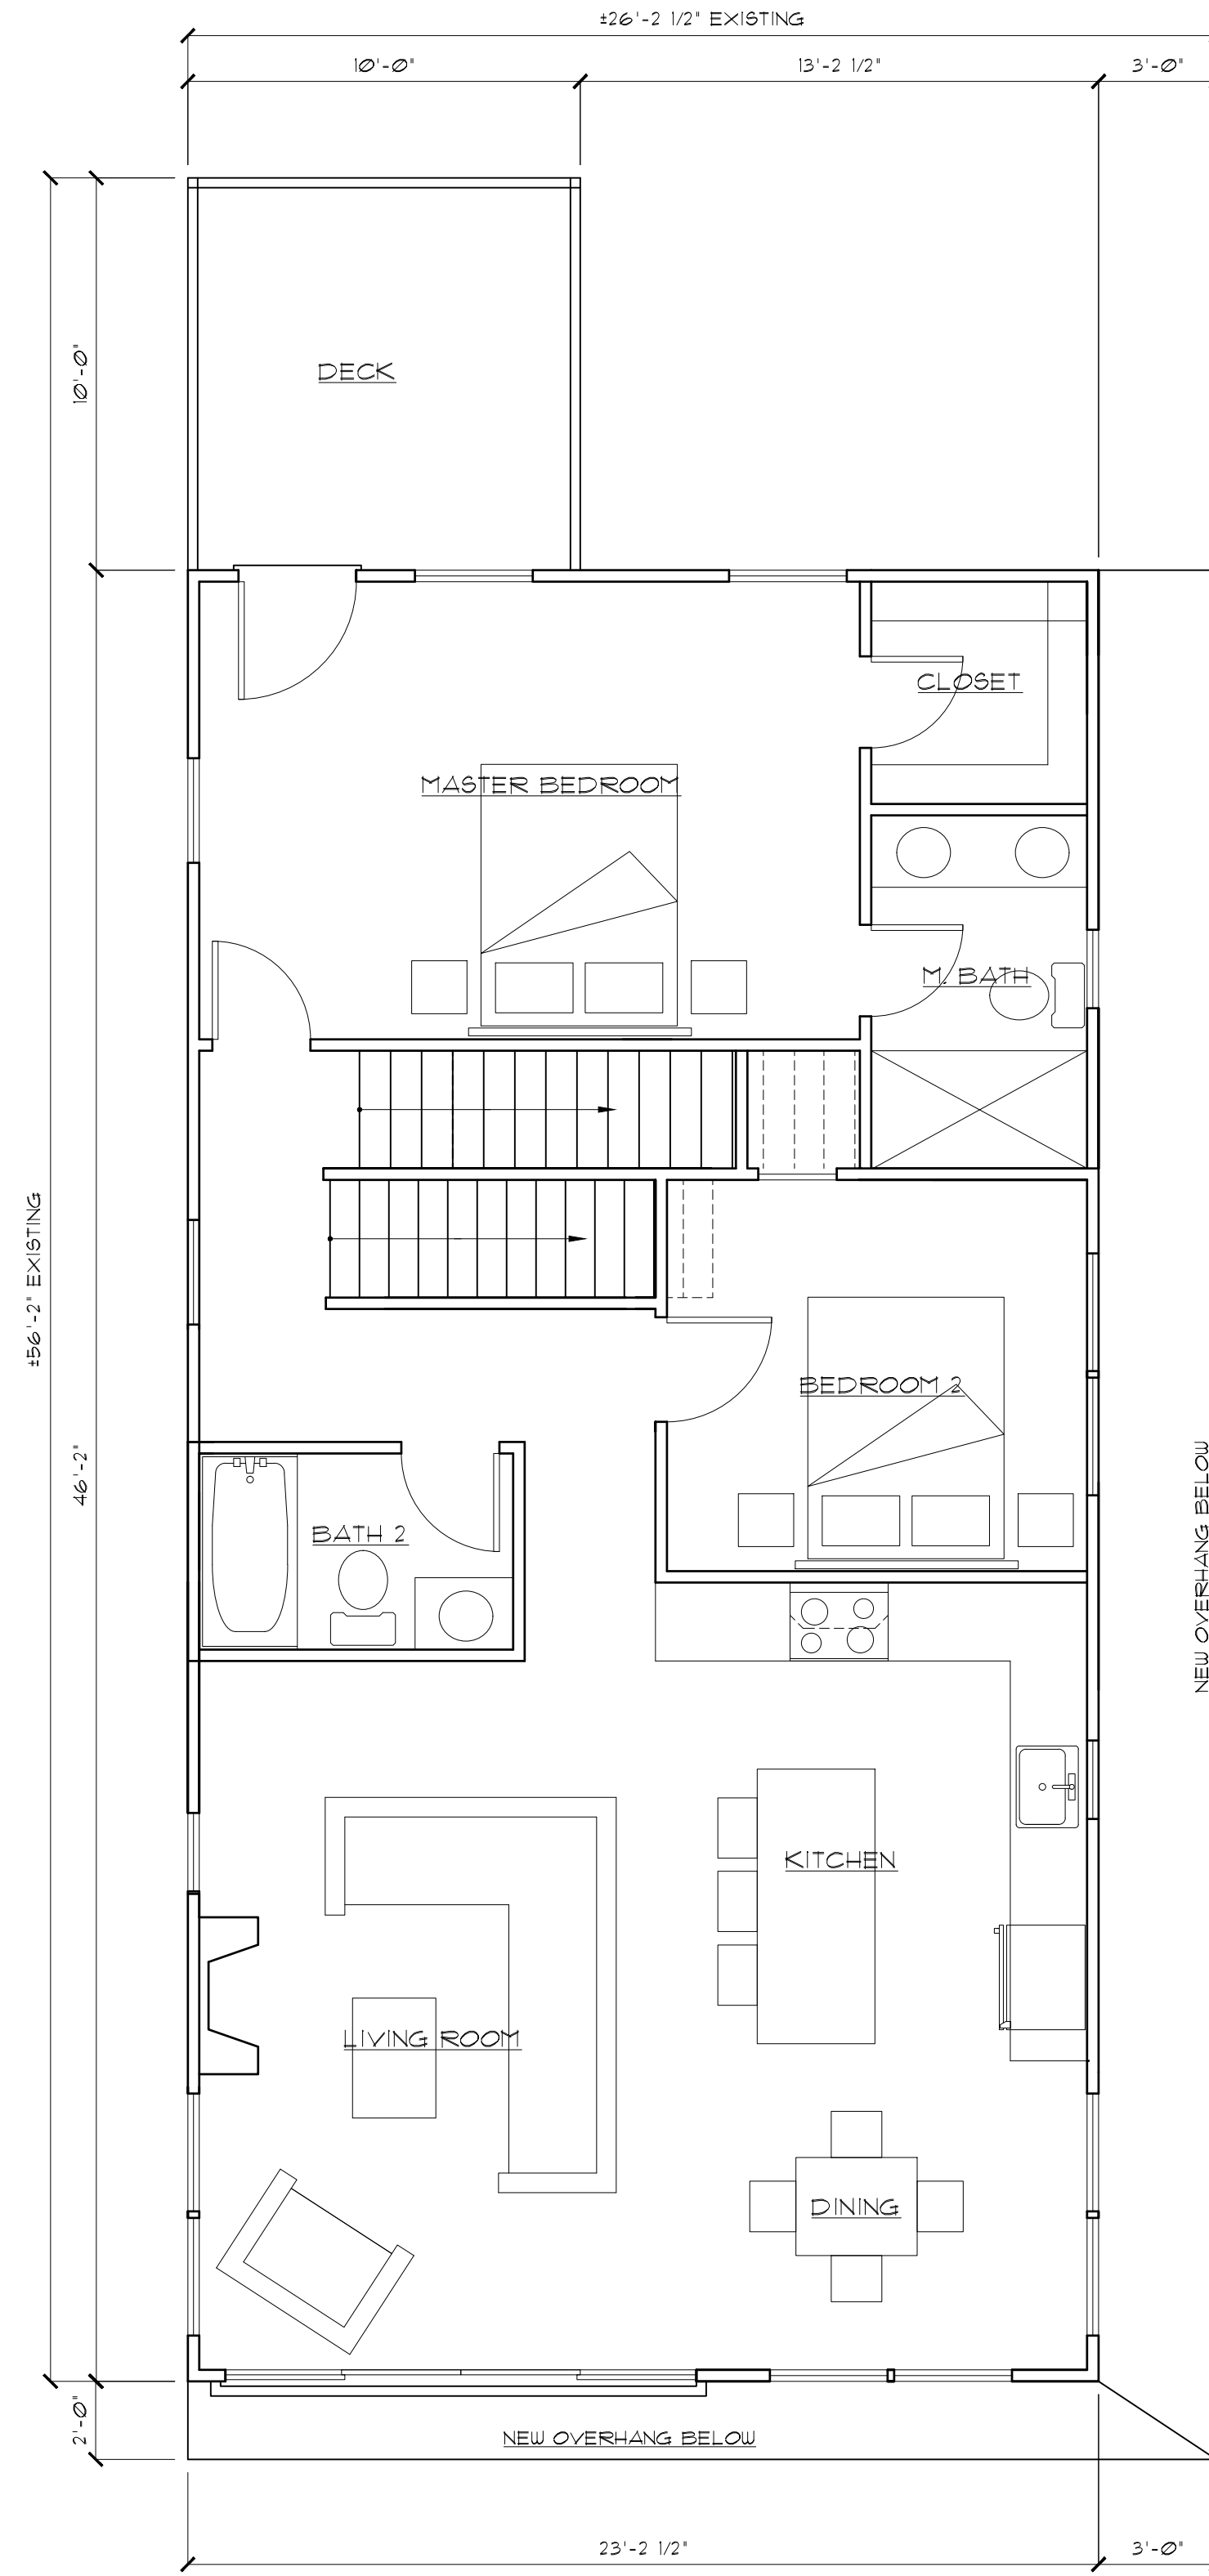 ±26'-2 1/2" EXISTING
10'-0"
13'-2 1/2"
3'-0"
10'-0"
DECK
CLOSET
MASTER BEDROOM
M. BATH
±56'-2" EXISTING
BEDROOM 2
46'-2"
NEW OVERHANG BELOW
BATH 2
KITCHEN
LIVING ROOM
DINING
2'-0"
NEW OVERHANG BELOW
23'-2 1/2"
3'-0"